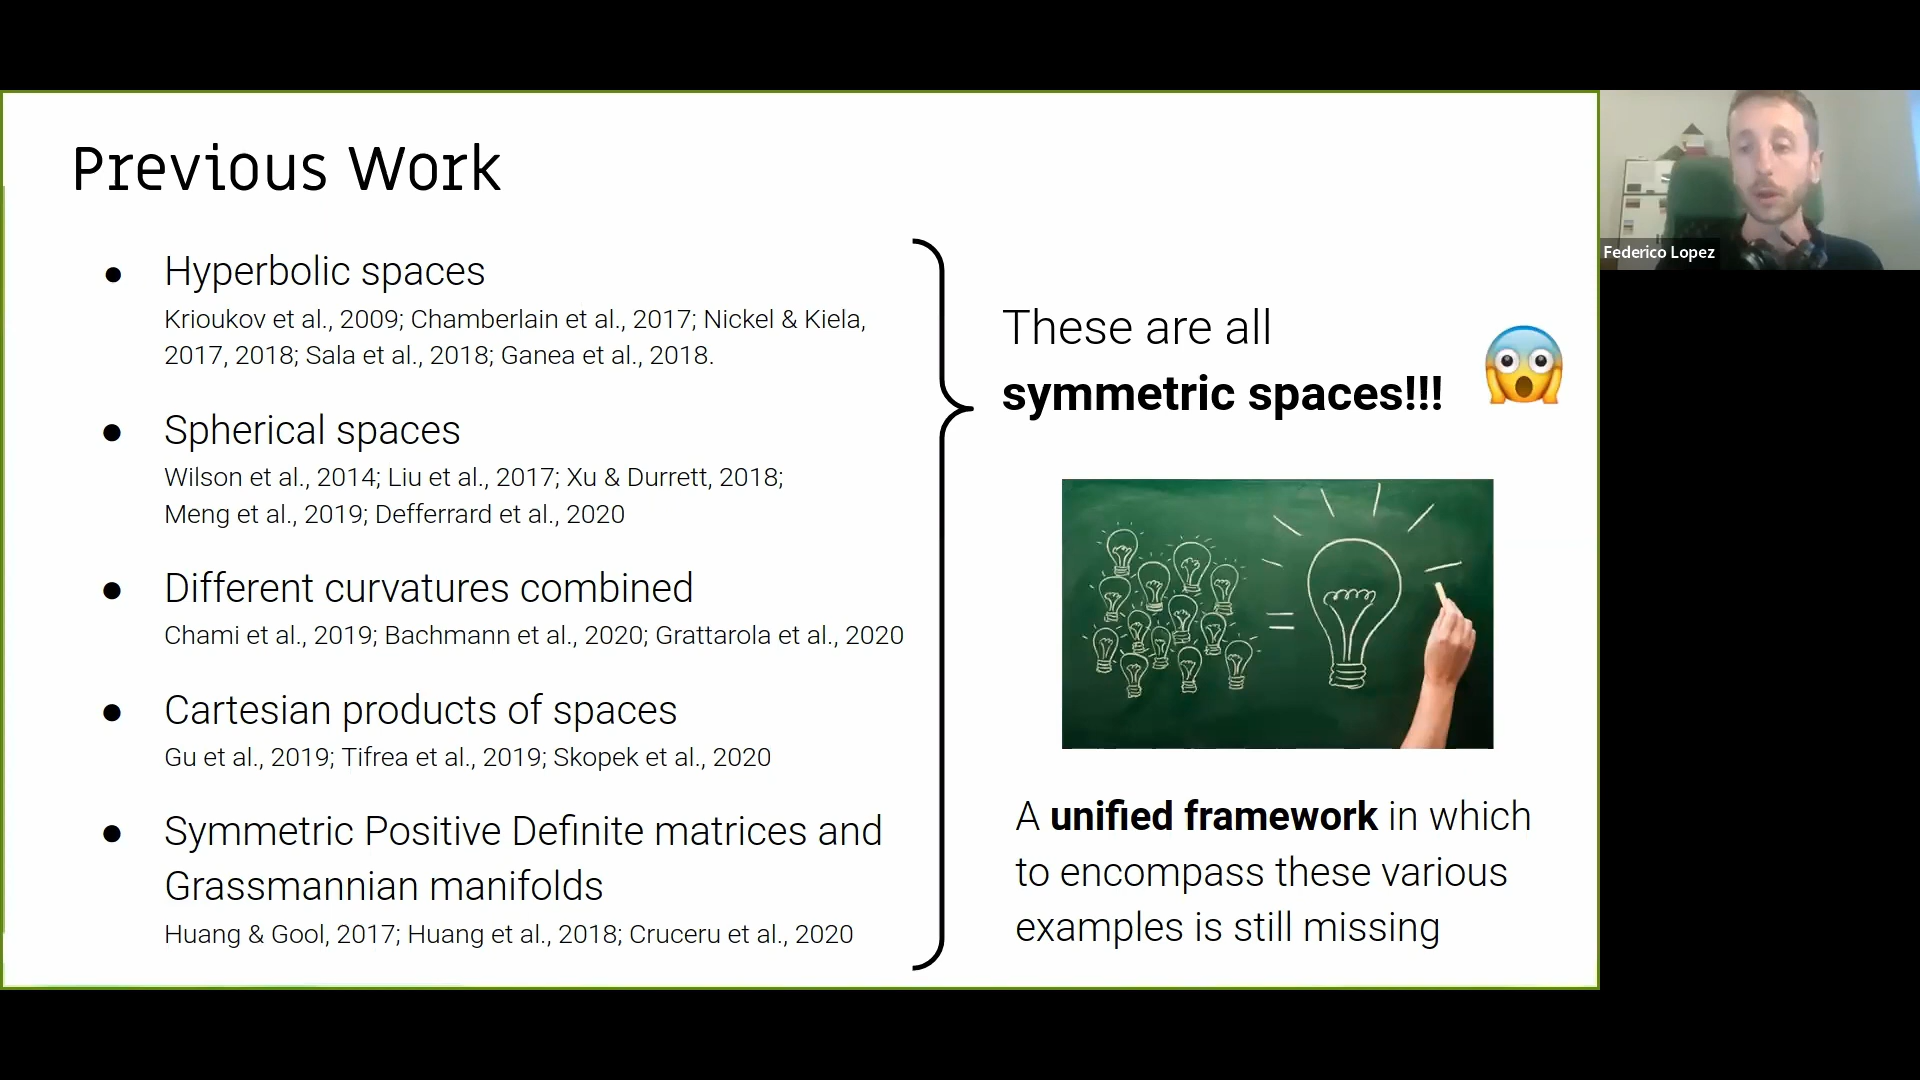 Previous Work
● Hyperbolic spaces
Krioukov et al., 2009; Chamberlain et al., 2017; Nickel & Kiela,
2017, 2018; Sala et al., 2018; Ganea et al., 2018.
● Spherical spaces
Wilson et al., 2014; Liu et al., 2017; Xu & Durrett, 2018;
Meng et al., 2019; Defferrard et al., 2020
● Different curvatures combined
Chami et al., 2019; Bachmann et al., 2020; Grattarola et al., 2020
● Cartesian products of spaces
Gu et al., 2019; Tifrea et al., 2019; Skopek et al., 2020
● Symmetric Positive Definite matrices and
Grassmannian manifolds
Huang & Gool, 2017; Huang et al., 2018; Cruceru et al., 2020
These are all
symmetric spaces!!!
=
A unified framework in which
to encompass these various
examples is still missing
Federico Lopez